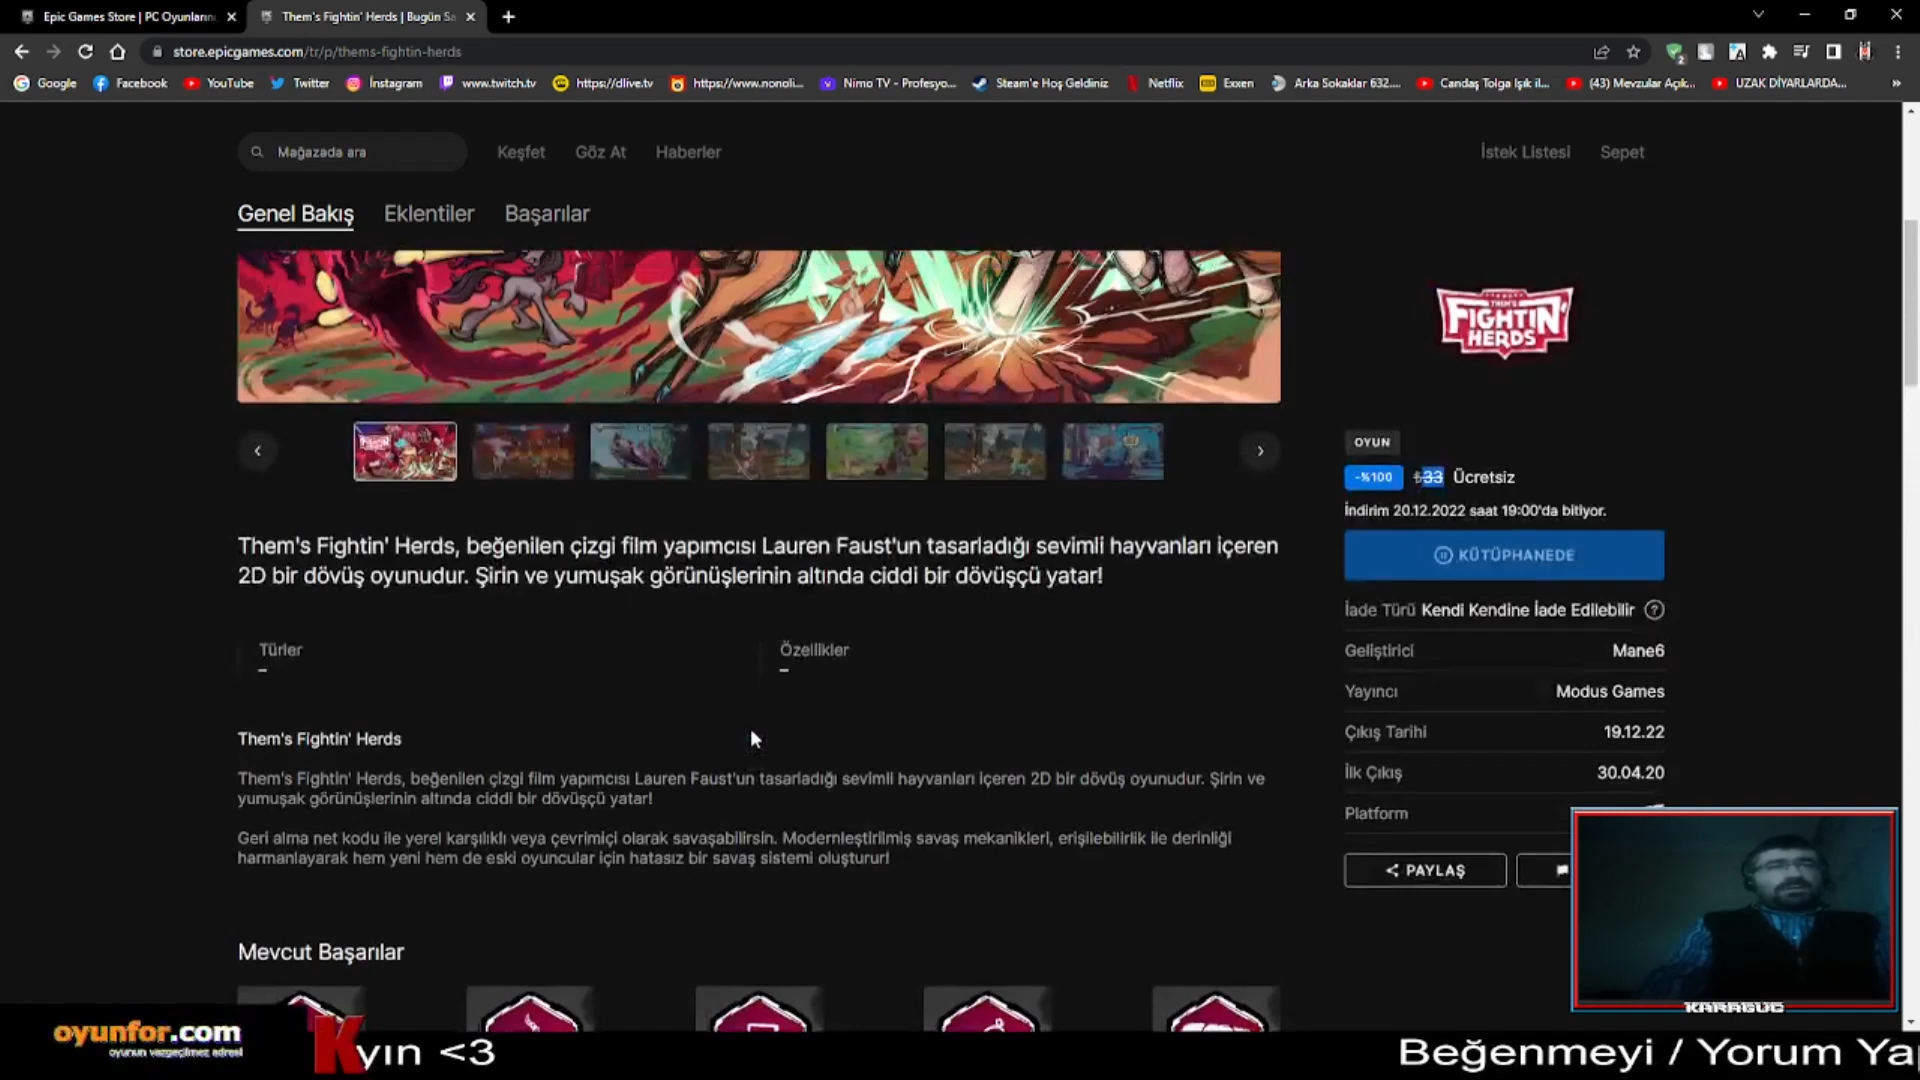 Epic Games Store | PC Oyunların
Them's Fightin' Herds | Bugün Sa
store.epicgames.com/tr/p/thems-fightin-herds
Google
Facebook
YouTube
Twitter
İnstagram
www.twitch.tv
https://dlive.tv
https://www.nonoli...
Nimo TV - Profesyo...
Steam'e Hoş Geldiniz
Netflix
Exxen
Arka Sokaklar 632....
Candaş Tolga Işık il...
(43) Mevzular Açık...
UZAK DİYARLARDA...
Mağazada ara
Keşfet
Göz At
Haberler
İstek Listesi
Sepet
Genel Bakış
Eklentiler
Başarılar
THEM'S
FIGHTIN'
HERDS
OYUN
-%100 ₺33 Ücretsiz
İndirim 20.12.2022 saat 19:00'da bitiyor.
KÜTÜPHANEDE
İade Türü Kendi Kendine İade Edilebilir ?
Geliştirici Mane6
Yayıncı Modus Games
Çıkış Tarihi 19.12.22
İlk Çıkış 30.04.20
Platform
PAYLAŞ
Them's Fightin' Herds, beğenilen çizgi film yapımcısı Lauren Faust'un tasarladığı sevimli hayvanları içeren
2D bir dövüş oyunudur. Şirin ve yumuşak görünüşlerinin altında ciddi bir dövüşçü yatar!
Türler
–
Özellikler
–
Them's Fightin' Herds
Them's Fightin' Herds, beğenilen çizgi film yapımcısı Lauren Faust'un tasarladığı sevimli hayvanları içeren 2D bir dövüş oyunudur. Şirin ve
yumuşak görünüşlerinin altında ciddi bir dövüşçü yatar!
Geri alma net kodu ile yerel karşılıklı veya çevrimiçi olarak savaşabilirsin. Modernleştirilmiş savaş mekanikleri, erişilebilirlik ile derinliği
harmanlayarak hem yeni hem de eski oyuncular için hatasız bir savaş sistemi oluşturur!
Mevcut Başarılar
KARAGUC
oyunfor.com
oyunun vazgeçilmez adresi
K
yın <3
Beğenmeyi / Yorum Yap